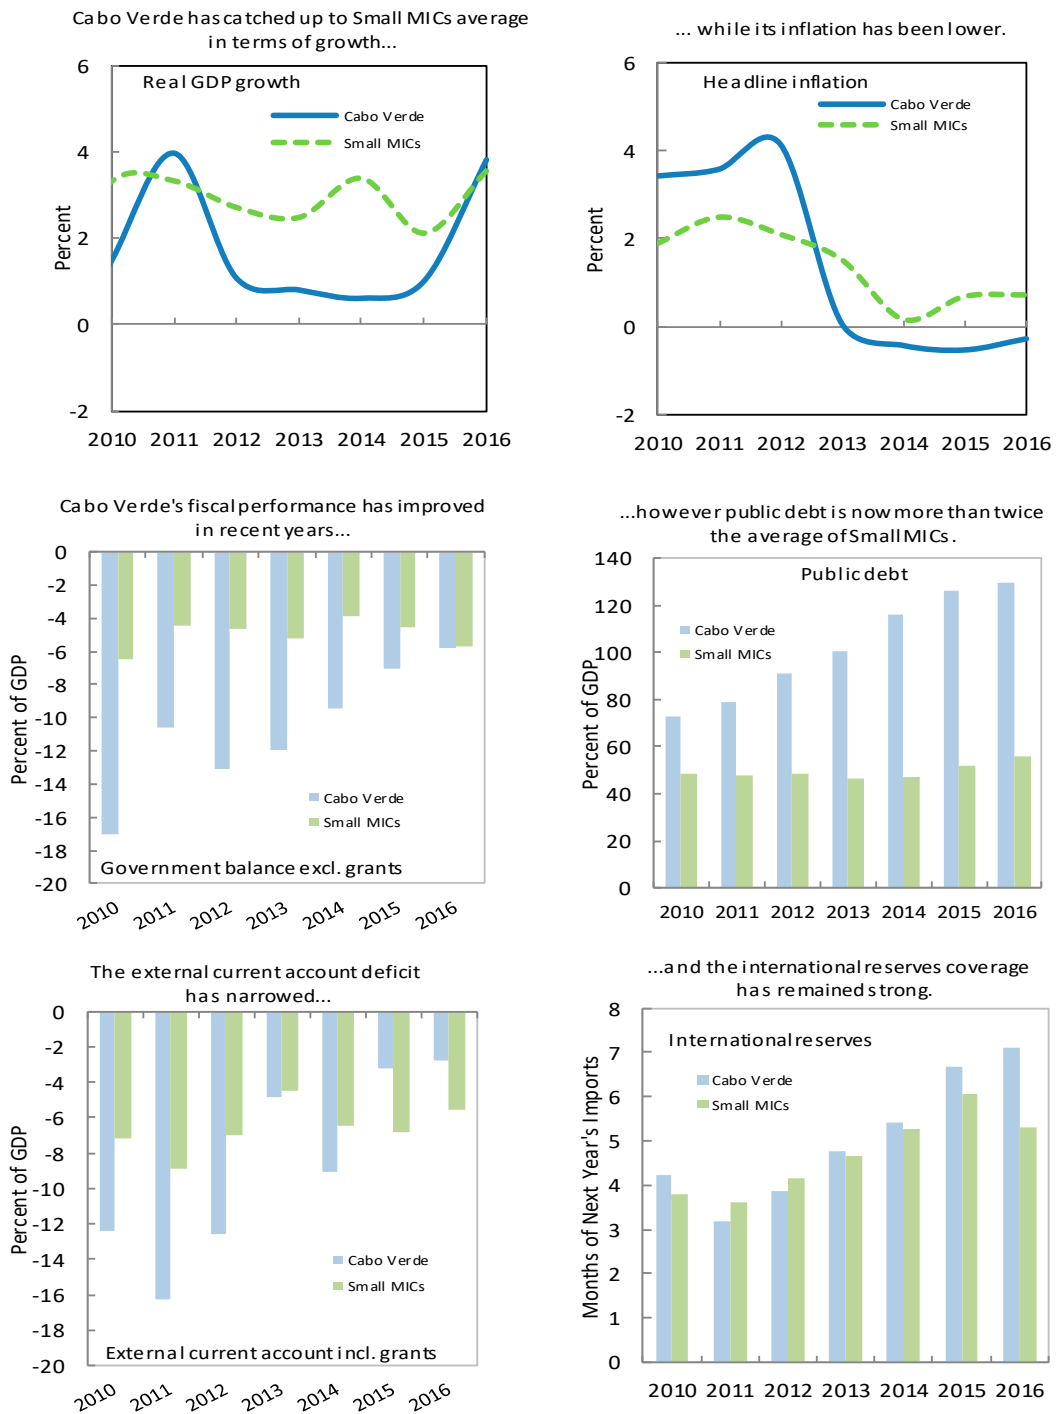 Cabo Verde has catched up to Small MICs average
in terms of growth...
Real GDP growth
Cabo Verde
Small MICs
Percent
6
4
2
0
-2
2010 2011 2012 2013 2014 2015 2016
... while its inflation has been lower.
Headline inflation
Cabo Verde
Small MICs
Percent
6
4
2
0
-2
2010 2011 2012 2013 2014 2015 2016
Cabo Verde's fiscal performance has improved
in recent years...
Percent of GDP
0
-2
-4
-6
-8
-10
-12
-14
-16
-18
-20
Cabo Verde
Small MICs
Government balance excl. grants
2010 2011 2012 2013 2014 2015 2016
...however public debt is now more than twice
the average of Small MICs.
Public debt
Cabo Verde
Small MICs
Percent of GDP
140
120
100
80
60
40
20
0
2010 2011 2012 2013 2014 2015 2016
The external current account deficit
has narrowed...
Percent of GDP
0
-2
-4
-6
-8
-10
-12
-14
-16
-18
-20
Cabo Verde
Small MICs
External current account incl. grants
2010 2011 2012 2013 2014 2015 2016
...and the international reserves coverage
has remained strong.
International reserves
Cabo Verde
Small MICs
Months of Next Year's Imports
8
7
6
5
4
3
2
1
0
2010 2011 2012 2013 2014 2015 2016